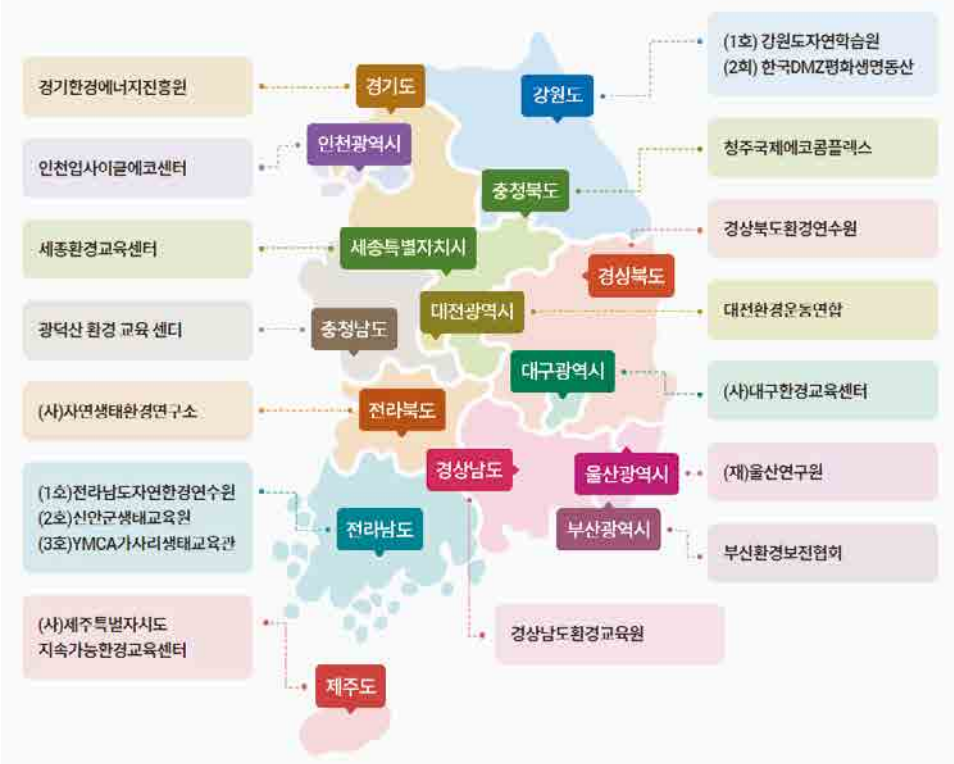 경기도
강원도
인천광역시
충청북도
세종특별자치시
경상북도
대전광역시
충청남도
대구광역시
전라북도
경상남도
울산광역시
전라남도
부산광역시
제주도
경기환경에너지진흥원
인천업사이클에코센터
세종환경교육센터
광덕산 환경 교육 센터
(사)자연생태환경연구소
(1호)전라남도자연환경연수원
(2호)신안군생태교육원
(3호)YMCA가사리생태교육관
(사)제주특별자치도
지속가능환경교육센터
(1호) 강원도자연학습원
(2회) 한국DMZ평화생명동산
청주국제에코콤플렉스
경상북도환경연수원
대전환경운동연합
(사)대구환경교육센터
(재)울산연구원
부산환경보전협회
경상남도환경교육원